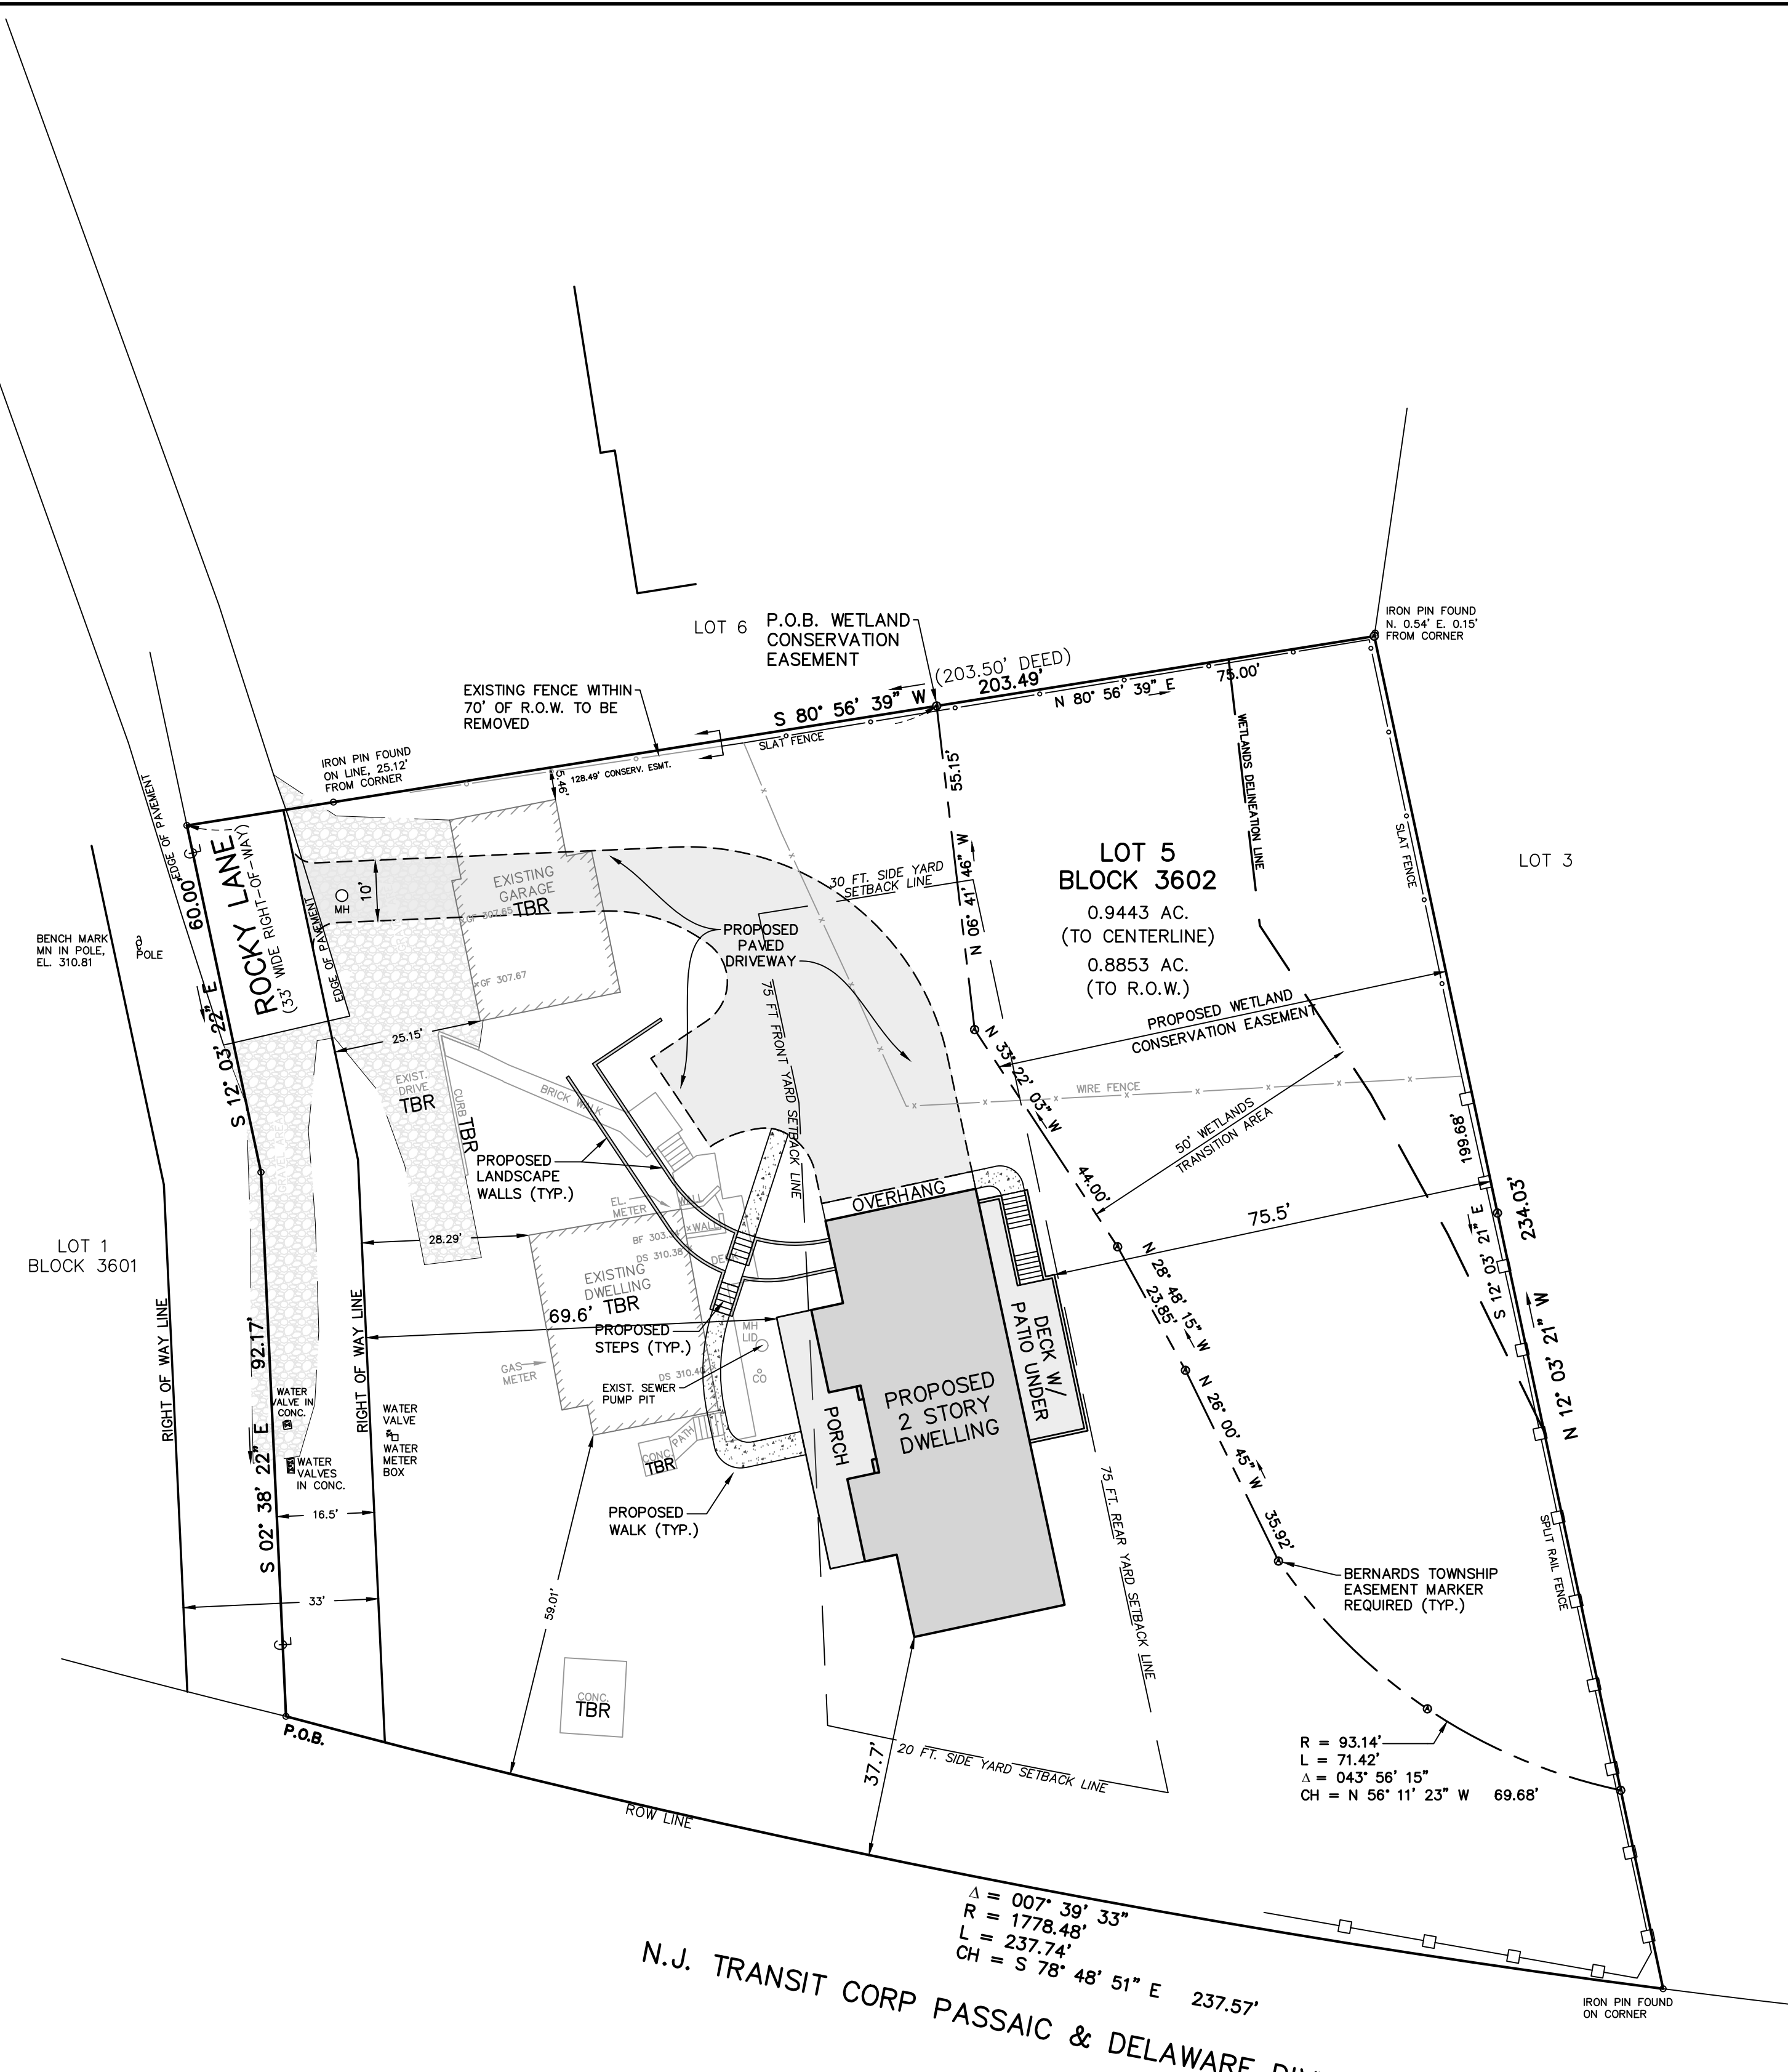 LOT 6
P.O.B. WETLAND
CONSERVATION
EASEMENT
IRON PIN FOUND
N. 0.54' E. 0.15'
FROM CORNER
(203.50' DEED)
203.49'
S 80° 56' 39" W
N 80° 56' 39" E
75.00'
EXISTING FENCE WITHIN
70' OF R.O.W. TO BE
REMOVED
SLAT FENCE
IRON PIN FOUND
ON LINE, 25.12'
FROM CORNER
5.46'
128.49' CONSERV. ESMT.
55.15'
N 06° 41' 46" W
WETLANDS DELINEATION LINE
EDGE OF PAVEMENT
60.00'
S 12° 03' 22" E
ROCKY LANE
(33' WIDE RIGHT-OF-WAY)
EDGE OF PAVEMENT
MH
10'
EXISTING
GARAGE
TBR
GF 307.65
GF 307.67
30 FT. SIDE YARD
SETBACK LINE
LOT 5
BLOCK 3602
0.9443 AC.
(TO CENTERLINE)
0.8853 AC.
(TO R.O.W.)
SLAT FENCE
LOT 3
BENCH MARK
MN IN POLE,
EL. 310.81
POLE
PROPOSED
PAVED
DRIVEWAY
75 FT FRONT YARD SETBACK LINE
PROPOSED WETLAND
CONSERVATION EASEMENT
25.15'
EXIST.
DRIVE
TBR
CURB
TBR
BRICK WALK
N 33° 22' 03" W
44.00'
WIRE FENCE
50' WETLANDS
TRANSITION AREA
199.68'
S 12° 03' 21" E
234.03'
N 12° 03' 21" W
PROPOSED
LANDSCAPE
WALLS (TYP.)
EL.
METER
WALL
WALL
OVERHANG
75.5'
28.29'
DS 310.38
LOT 1
BLOCK 3601
EXISTING
DWELLING
TBR
69.6'
PROPOSED
STEPS (TYP.)
MH
LID
CO
GAS
METER
EXIST. SEWER
PUMP PIT
N 28° 48' 15" W
23.85'
DECK W/
PATIO UNDER
PROPOSED
2 STORY
DWELLING
PORCH
RIGHT OF WAY LINE
92.17'
S 02° 38' 22" E
RIGHT OF WAY LINE
WATER
VALVE IN
CONC.
WATER
VALVE
WATER
METER
BOX
WATER
VALVES
IN CONC.
CONC.
PATH
TBR
N 26° 00' 45" W
35.92'
16.5'
PROPOSED
WALK (TYP.)
75 FT. REAR YARD SETBACK LINE
SPLIT RAIL FENCE
BERNARDS TOWNSHIP
EASEMENT MARKER
REQUIRED (TYP.)
33'
59.01'
CONC.
TBR
P.O.B.
37.7'
20 FT. SIDE YARD SETBACK LINE
R = 93.14'
L = 71.42'
Δ = 043° 56' 15"
CH = N 56° 11' 23" W 69.68'
ROW LINE
Δ = 007° 39' 33"
R = 1778.48'
L = 237.74'
CH = S 78° 48' 51" E 237.57'
N.J. TRANSIT CORP PASSAIC & DELAWARE
IRON PIN FOUND
ON CORNER